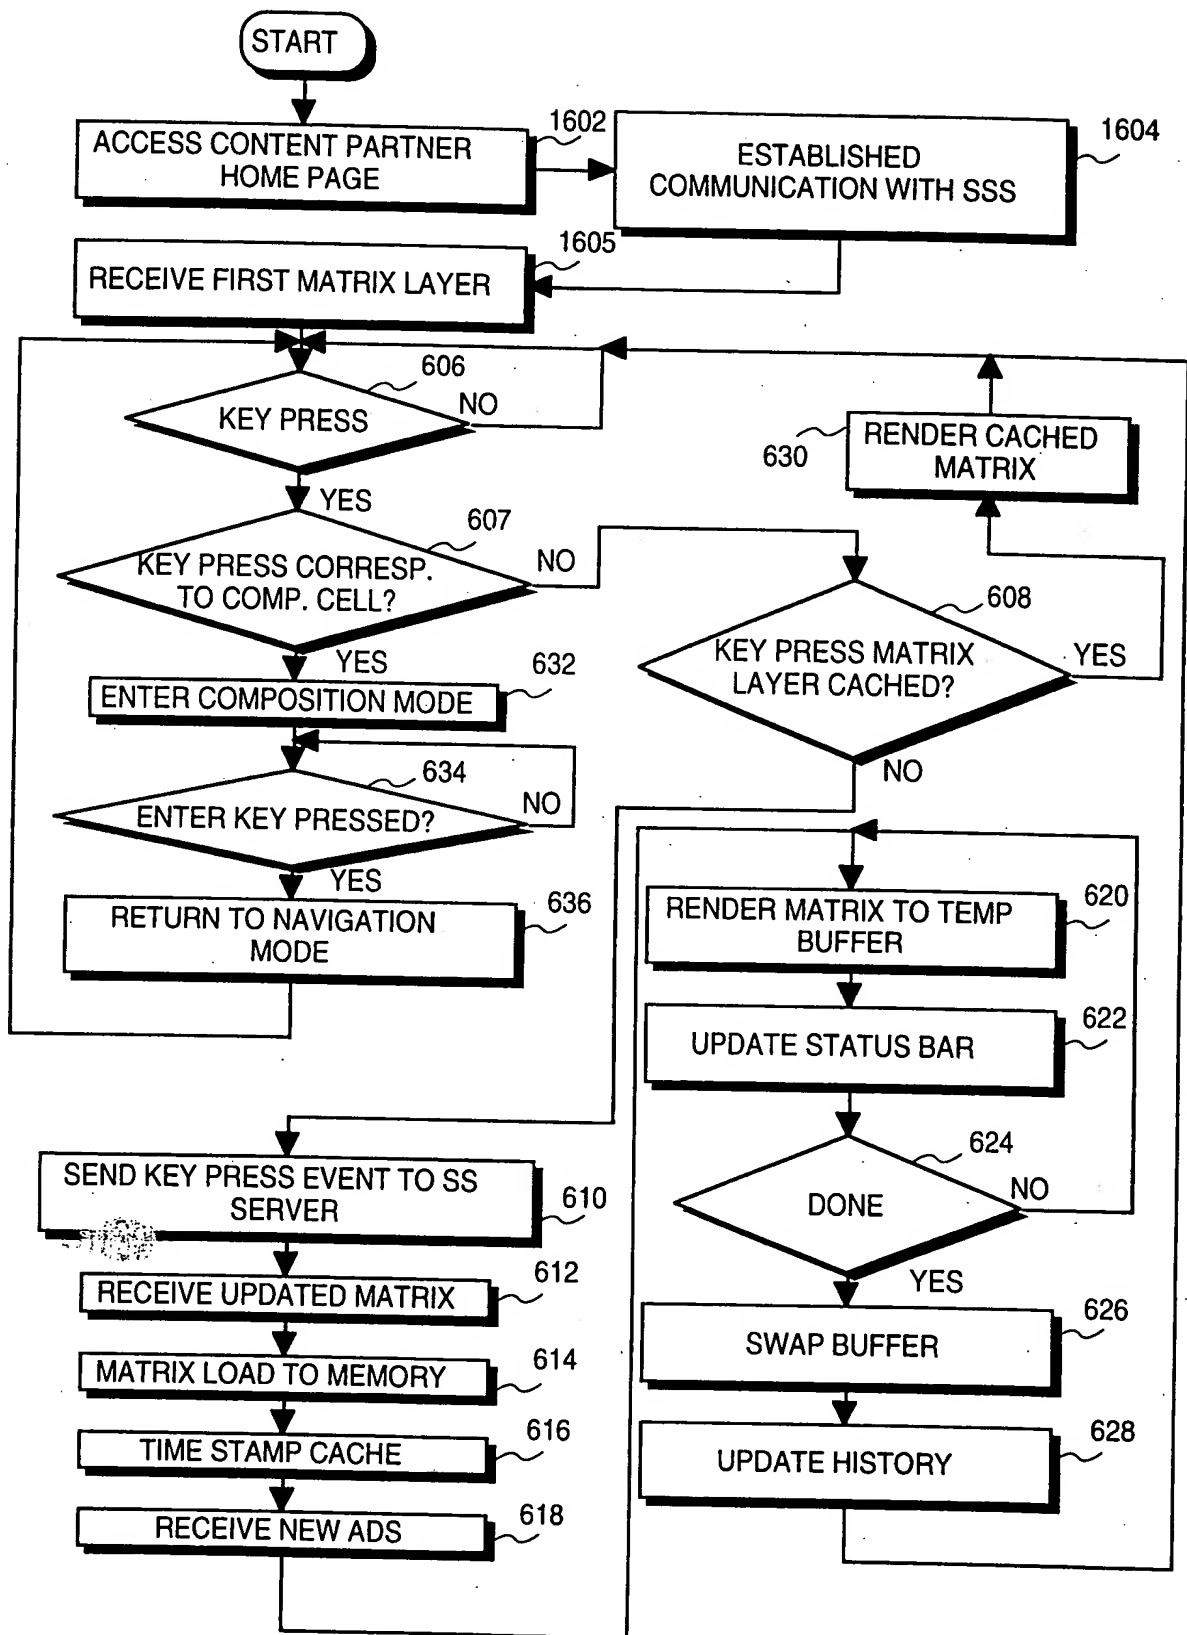 START
1602
ACCESS CONTENT PARTNER
HOME PAGE
1604
ESTABLISHED
COMMUNICATION WITH SSS
1605
RECEIVE FIRST MATRIX LAYER
606
KEY PRESS
NO
YES
630
RENDER CACHED
MATRIX
607
KEY PRESS CORRESP.
TO COMP. CELL?
NO
YES
608
KEY PRESS MATRIX
LAYER CACHED?
YES
NO
632
ENTER COMPOSITION MODE
634
ENTER KEY PRESSED?
NO
YES
636
RETURN TO NAVIGATION
MODE
620
RENDER MATRIX TO TEMP
BUFFER
622
UPDATE STATUS BAR
624
DONE
NO
YES
SEND KEY PRESS EVENT TO SS
SERVER
610
RECEIVE UPDATED MATRIX
612
MATRIX LOAD TO MEMORY
614
TIME STAMP CACHE
616
RECEIVE NEW ADS
618
SWAP BUFFER
626
UPDATE HISTORY
628